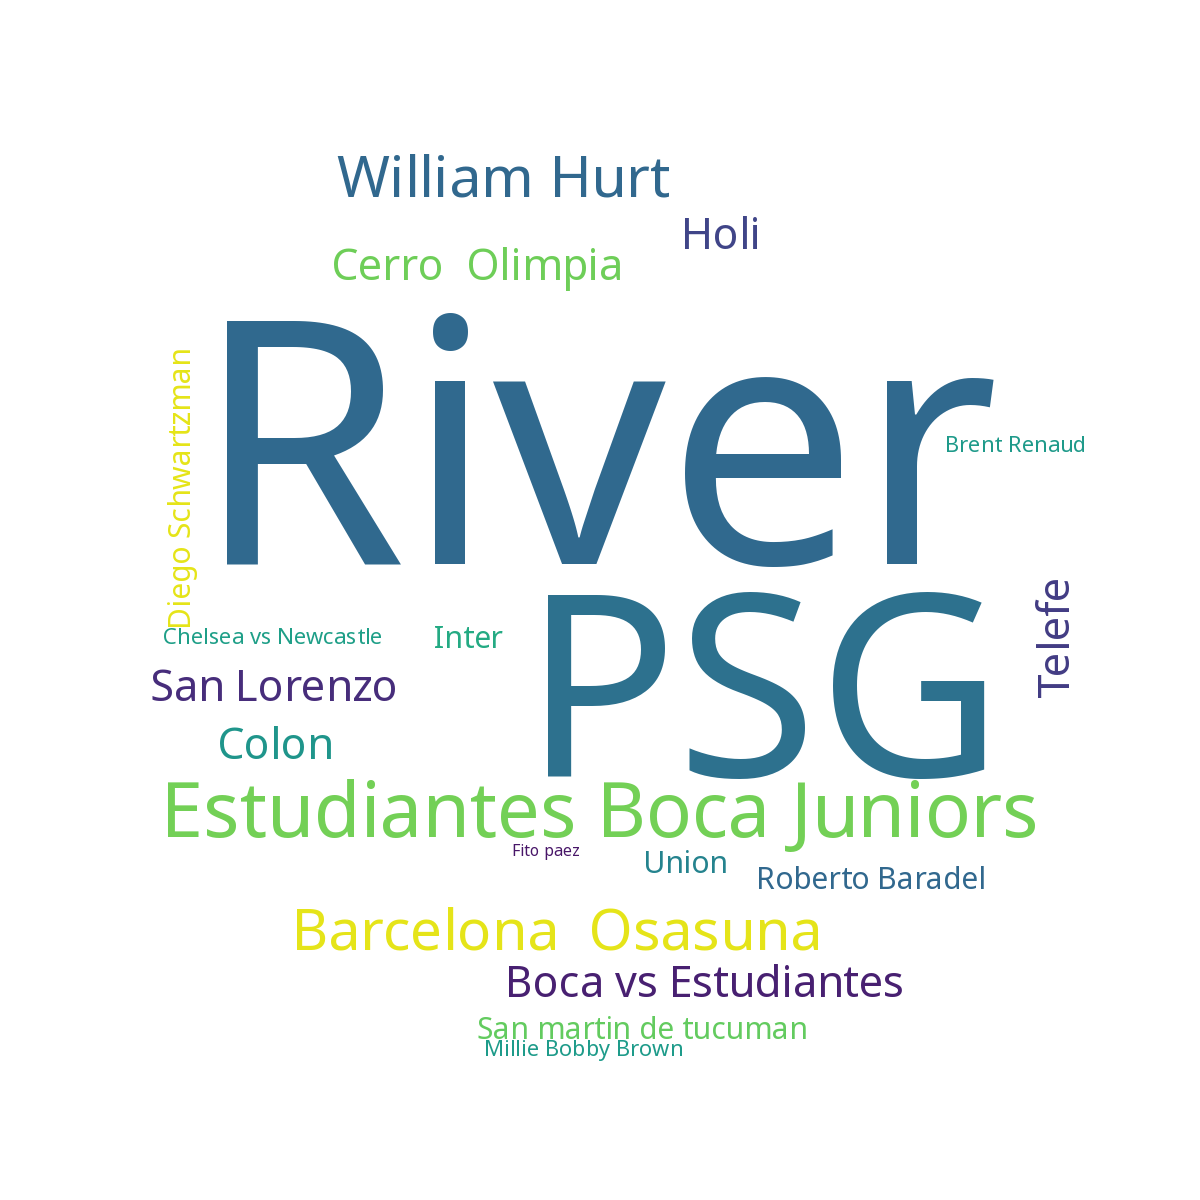 William Hurt
Holi
Cerro  Olimpia
Diego Schwartzman
River
Brent Renaud
PSG
Telefe
Chelsea vs Newcastle
Inter
San Lorenzo
Colon
Estudiantes Boca Juniors
Fito paez
Union
Roberto Baradel
Barcelona  Osasuna
Boca vs Estudiantes
San martin de tucuman
Millie Bobby Brown